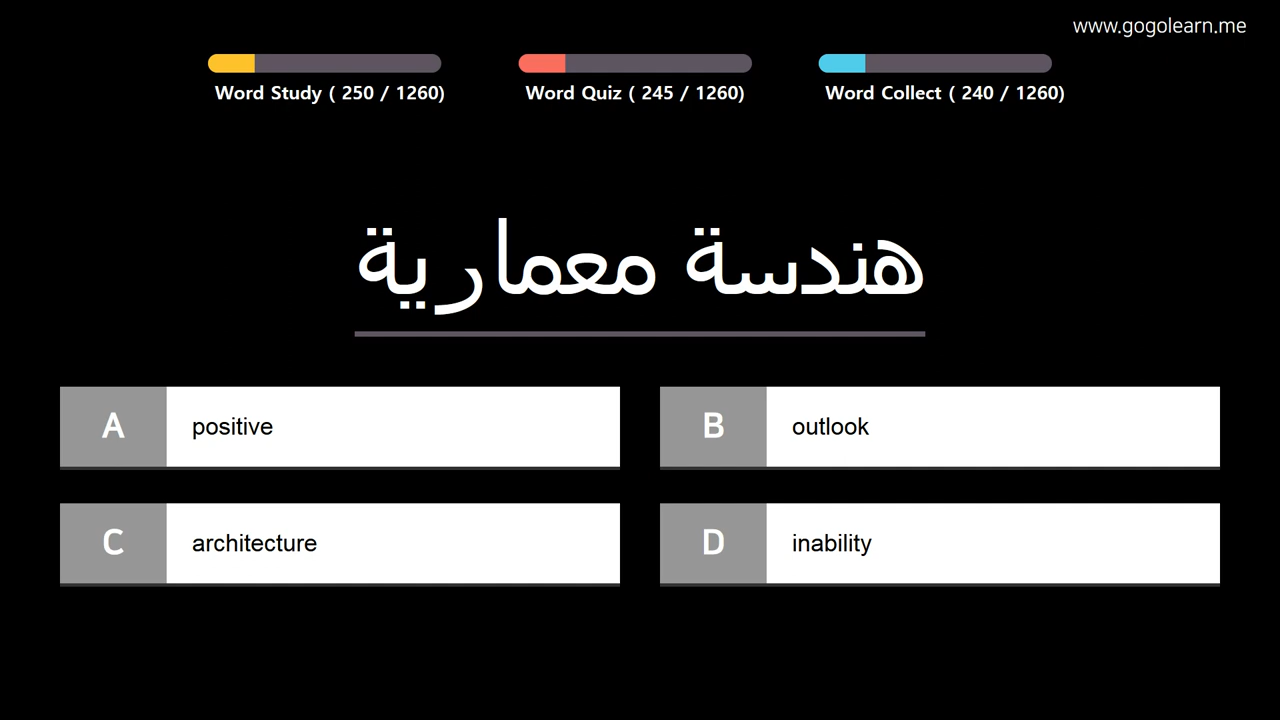 www.gogolearn.me
Word Study ( 250 / 1260)
Word Quiz ( 245 / 1260)
Word Collect ( 240 / 1260)
هندسة معمارية
A positive
B outlook
C architecture
D inability